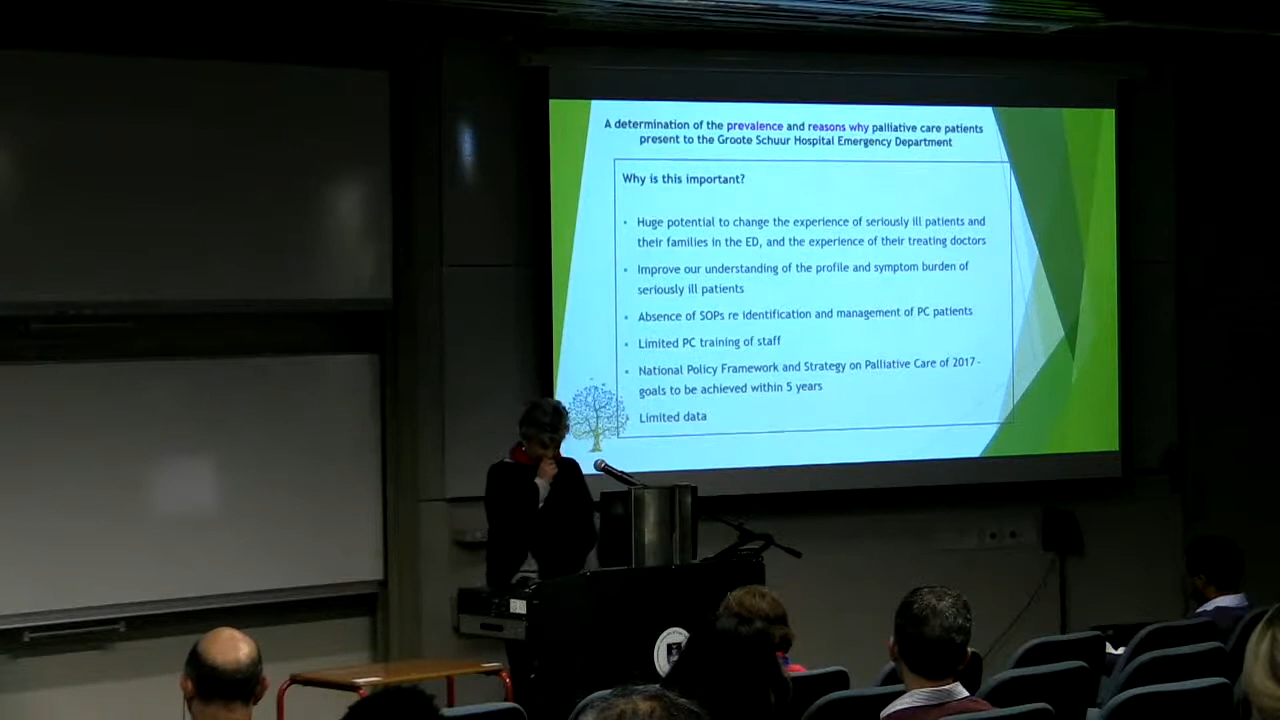 A determination of the prevalence and reasons why palliative care patients
present to the Groote Schuur Hospital Emergency Department
Why is this important?
• Huge potential to change the experience of seriously ill patients and
their families in the ED, and the experience of their treating doctors
• Improve our understanding of the profile and symptom burden of
seriously ill patients
• Absence of SOPs re identification and management of PC patients
• Limited PC training of staff
• National Policy Framework and Strategy on Palliative Care of 2017-
goals to be achieved within 5 years
• Limited data